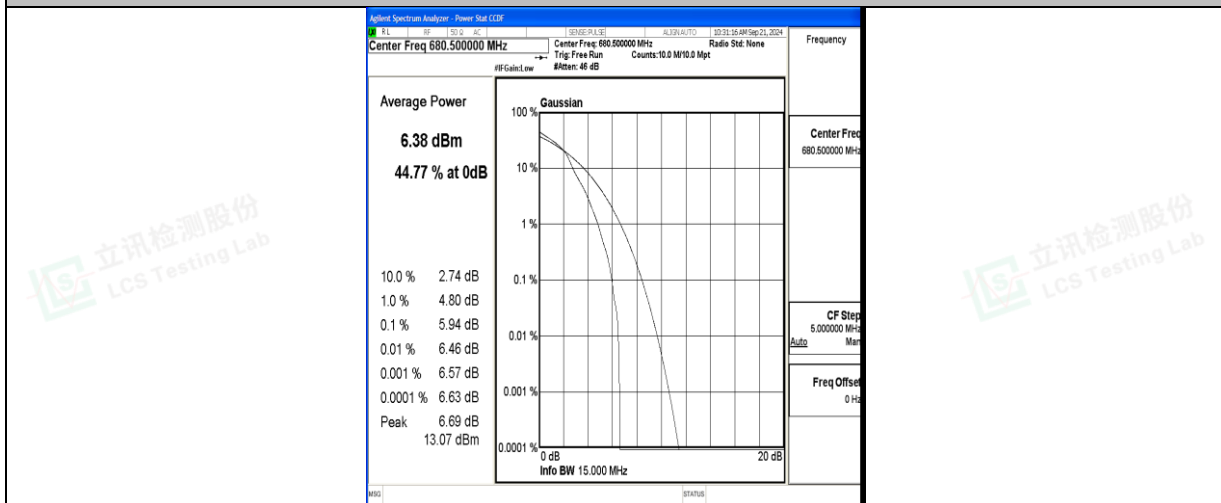 Agilent Spectrum Analyzer - Power Stat CCDF
RL RF 50 Ω AC SENSE:PULSE ALIGNAUTO 10:31:16 AM Sep 21, 2024
Center Freq 680.500000 MHz
Center Freq: 680.500000 MHz Radio Std: None
Trig: Free Run Counts:10.0 M/10.0 Mpt
#IFGain:Low #Atten: 46 dB
Frequency
Average Power
6.38 dBm
44.77 % at 0dB
10.0 % 2.74 dB
1.0 % 4.80 dB
0.1 % 5.94 dB
0.01 % 6.46 dB
0.001 % 6.57 dB
0.0001 % 6.63 dB
Peak 6.69 dB
13.07 dBm
Gaussian
100 %
10 %
1 %
0.1 %
0.01 %
0.001 %
0.0001 %
0 dB 20 dB
Info BW 15.000 MHz
Center Freq
680.500000 MHz
CF Step
5.000000 MHz
Auto Man
Freq Offset
0 Hz
MSG STATUS
立讯检测股份
LCS Testing Lab
立讯检测股份
LCS Testing Lab